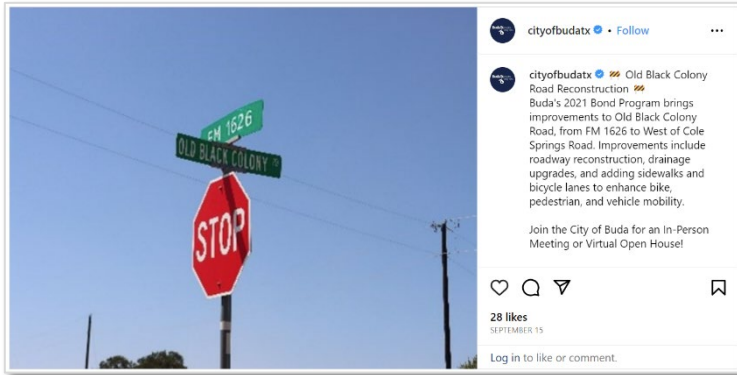 FM 1626
OLD BLACK COLONY
STOP
cityofbudatx • Follow
cityofbudatx 🚧 Old Black Colony
Road Reconstruction 🚧
Buda's 2021 Bond Program brings
improvements to Old Black Colony
Road, from FM 1626 to West of Cole
Springs Road. Improvements include
roadway reconstruction, drainage
upgrades, and adding sidewalks and
bicycle lanes to enhance bike,
pedestrian, and vehicle mobility.
Join the City of Buda for an In-Person
Meeting or Virtual Open House!
28 likes
SEPTEMBER 15
Log in to like or comment.